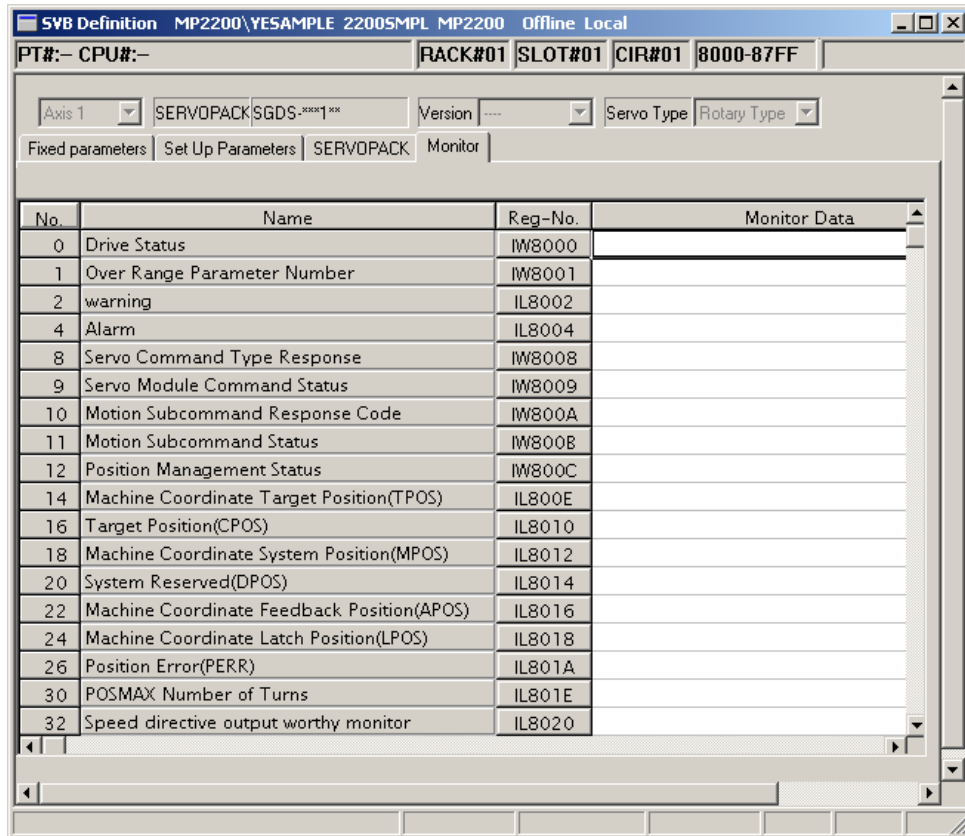 SVB Definition MP2200\YESAMPLE 2200SMPL MP2200 Offline Local
PT#:- CPU#:- RACK#01 SLOT#01 CIR#01 8000-87FF
Axis 1 SERVOPACK SGDS-***1** Version ---- Servo Type Rotary Type
Fixed parameters Set Up Parameters SERVOPACK Monitor
No. Name Reg-No. Monitor Data
0 Drive Status IW8000
1 Over Range Parameter Number IW8001
2 warning IL8002
4 Alarm IL8004
8 Servo Command Type Response IW8008
9 Servo Module Command Status IW8009
10 Motion Subcommand Response Code IW800A
11 Motion Subcommand Status IW800B
12 Position Management Status IW800C
14 Machine Coordinate Target Position(TPOS) IL800E
16 Target Position(CPOS) IL8010
18 Machine Coordinate System Position(MPOS) IL8012
20 System Reserved(DPOS) IL8014
22 Machine Coordinate Feedback Position(APOS) IL8016
24 Machine Coordinate Latch Position(LPOS) IL8018
26 Position Error(PERR) IL801A
30 POSMAX Number of Turns IL801E
32 Speed directive output worthy monitor IL8020